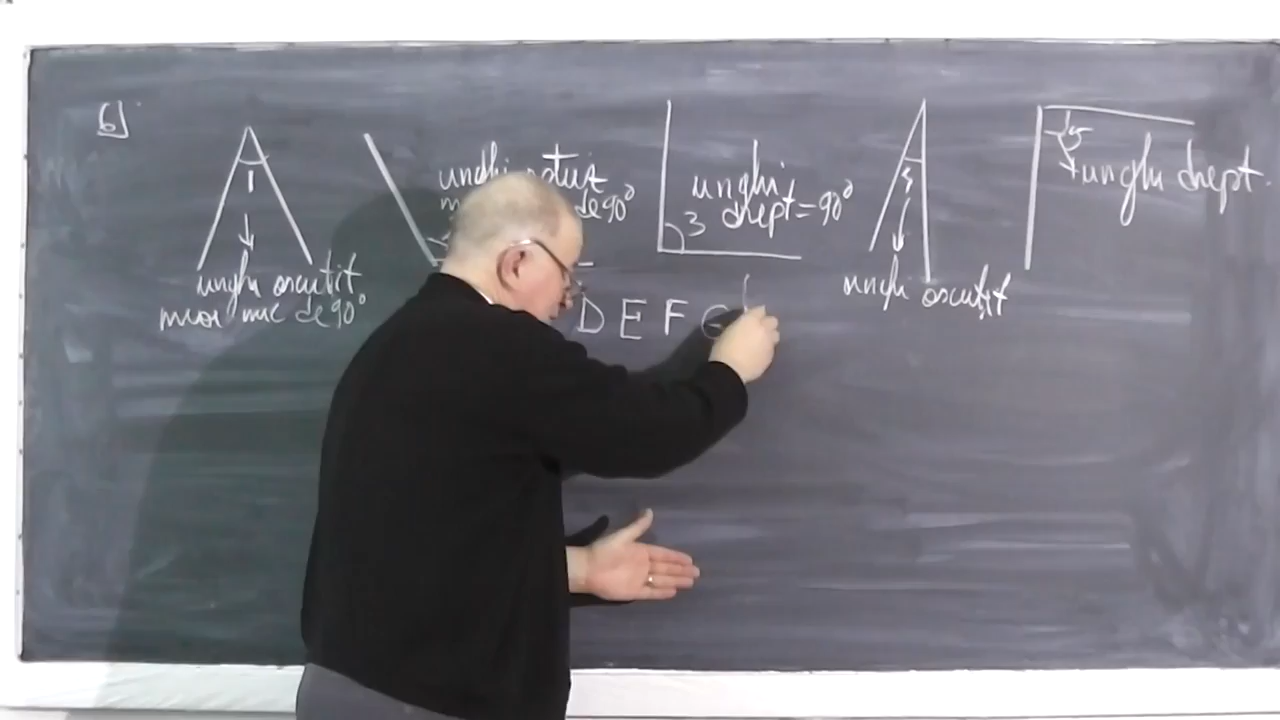 6]
1
unghi ascuțit
mai mic de 90°
unghi obtuz
de 90°
3
unghi
drept = 90°
unghi ascuțit
5
unghi drept.
D E F G